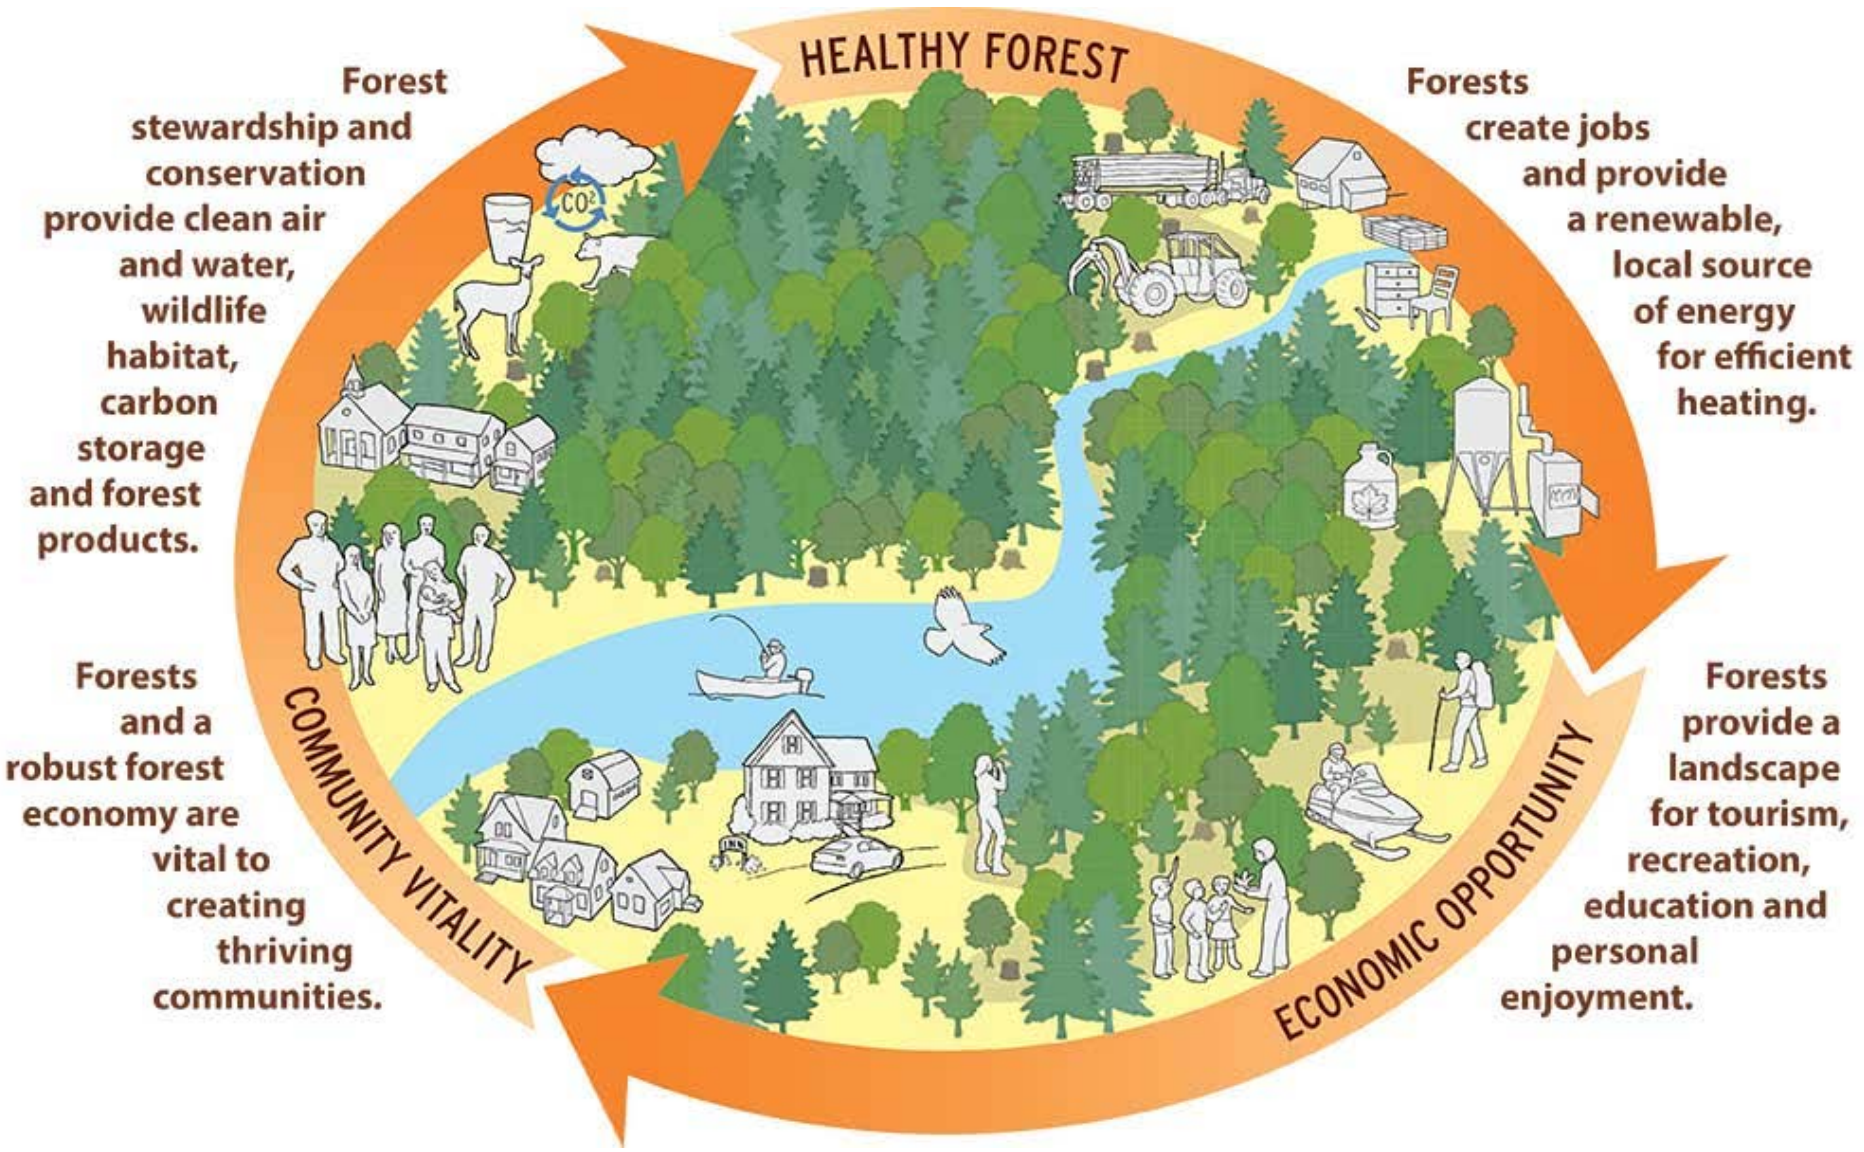 HEALTHY FOREST
Forest
stewardship and
conservation
provide clean air
and water,
wildlife
habitat,
carbon
storage
and forest
products.
CO²
Forests
create jobs
and provide
a renewable,
local source
of energy
for efficient
heating.
Forests
and a
robust forest
economy are
vital to
creating
thriving
communities.
COMMUNITY VITALITY
INN
ECONOMIC OPPORTUNITY
Forests
provide a
landscape
for tourism,
recreation,
education and
personal
enjoyment.